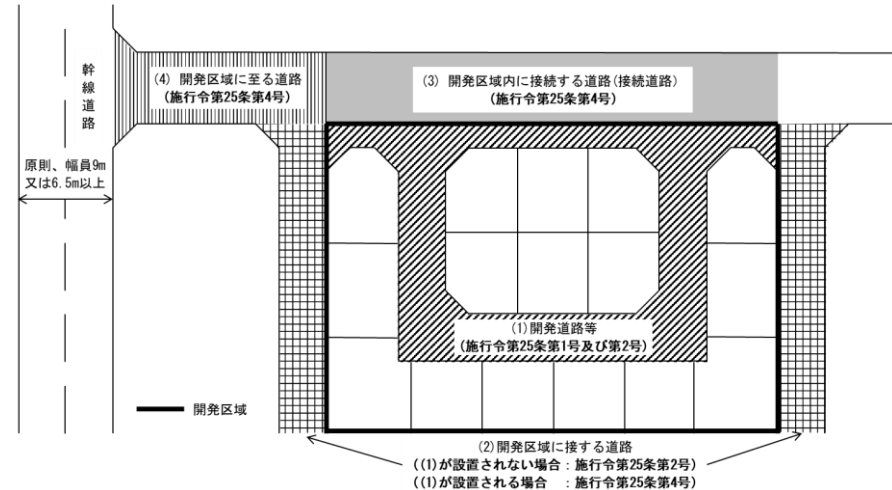 幹線道路
原則、幅員9m
又は6.5m以上
(4) 開発区域に至る道路
(施行令第25条第4号)
(3) 開発区域内に接続する道路(接続道路)
(施行令第25条第4号)
(1)開発道路等
(施行令第25条第1号及び第2号)
開発区域
(2)開発区域に接する道路
((1)が設置されない場合：施行令第25条第2号)
((1)が設置される場合　：施行令第25条第4号)